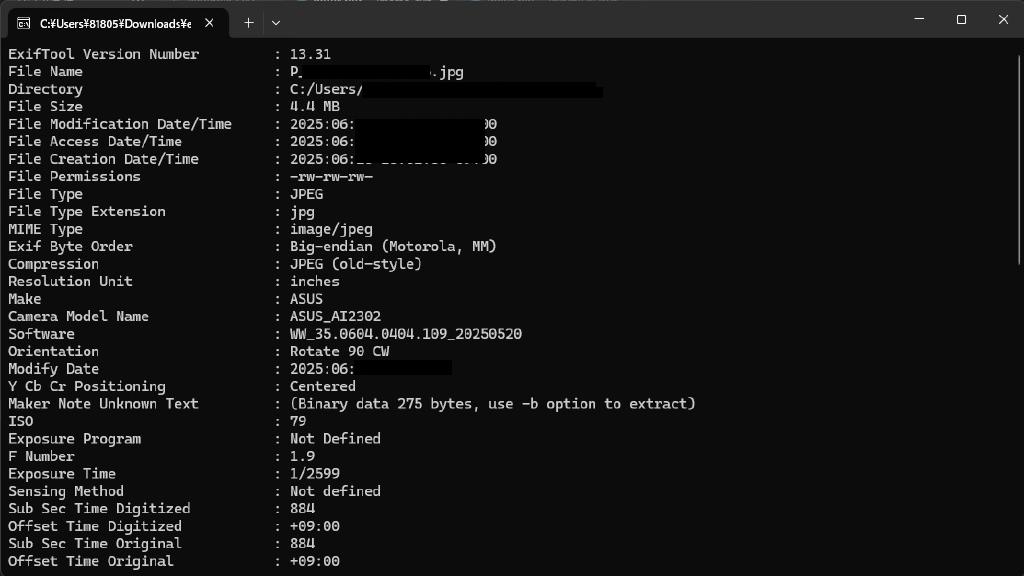 C:¥Users¥81805¥Downloads¥e
ExifTool Version Number : 13.31
File Name : P_ .jpg
Directory : C:/Users/
File Size : 4.4 MB
File Modification Date/Time : 2025:06: 00
File Access Date/Time : 2025:06: 00
File Creation Date/Time : 2025:06: 00
File Permissions : -rw-rw-rw-
File Type : JPEG
File Type Extension : jpg
MIME Type : image/jpeg
Exif Byte Order : Big-endian (Motorola, MM)
Compression : JPEG (old-style)
Resolution Unit : inches
Make : ASUS
Camera Model Name : ASUS_AI2302
Software : WW_35.0604.0404.109_20250520
Orientation : Rotate 90 CW
Modify Date : 2025:06:
Y Cb Cr Positioning : Centered
Maker Note Unknown Text : (Binary data 275 bytes, use -b option to extract)
ISO : 79
Exposure Program : Not Defined
F Number : 1.9
Exposure Time : 1/2599
Sensing Method : Not defined
Sub Sec Time Digitized : 884
Offset Time Digitized : +09:00
Sub Sec Time Original : 884
Offset Time Original : +09:00